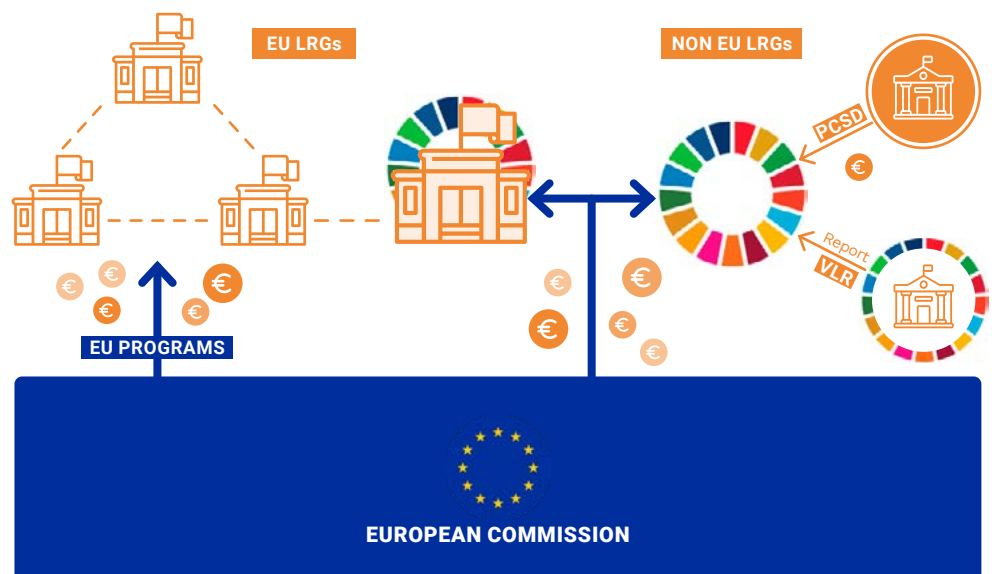 EU LRGs
NON EU LRGs
PCSD
€
Report
VLR
€
€
€
€
€
€
€
€
€
€
EU PROGRAMS
EUROPEAN COMMISSION